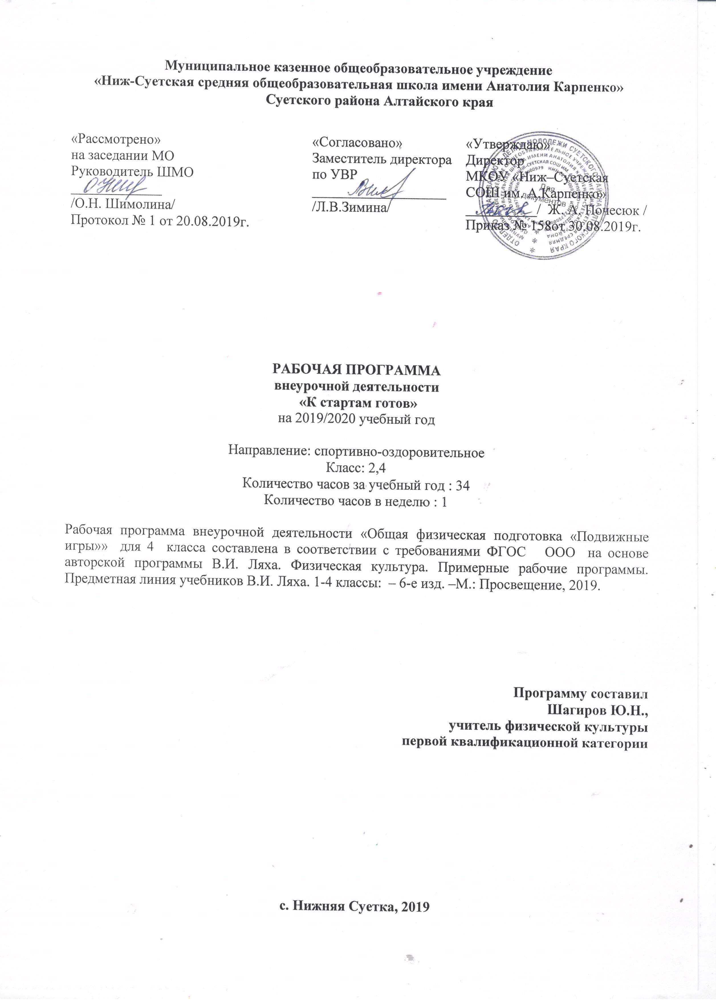 Муниципальное казенное общеобразовательное учреждение
«Ниж-Суетская средняя общеобразовательная школа имени Анатолия Карпенко»
Суетского района Алтайского края
«Рассмотрено»
на заседании МО
Руководитель ШМО
/О.Н. Шимолина/
Протокол № 1 от 20.08.2019г.
«Согласовано»
Заместитель директора
по УВР
/Л.В.Зимина/
«Утверждаю»
Директор
МКОУ «Ниж–Суетская
СОШ им. А.Карпенко»
/ Ж. А. Почесюк /
Приказ № 158от 30.08.2019г.
Для
документов
РАБОЧАЯ ПРОГРАММА
внеурочной деятельности
«К стартам готов»
на 2019/2020 учебный год
Направление: спортивно-оздоровительное
Класс: 2,4
Количество часов за учебный год : 34
Количество часов в неделю : 1
Рабочая программа внеурочной деятельности «Общая физическая подготовка «Подвижные
игры»» для 4 класса составлена в соответствии с требованиями ФГОС ООО на основе
авторской программы В.И. Ляха. Физическая культура. Примерные рабочие программы.
Предметная линия учебников В.И. Ляха. 1-4 классы: – 6-е изд. –М.: Просвещение, 2019.
Программу составил
Шагиров Ю.Н.,
учитель физической культуры
первой квалификационной категории
с. Нижняя Суетка, 2019